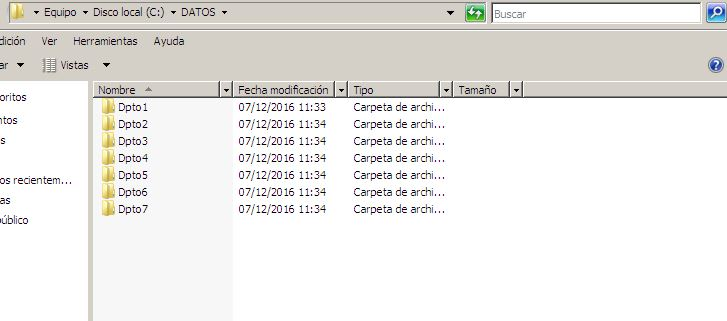 Equipo Disco local (C:) DATOS Buscar
dición Ver Herramientas Ayuda
ar Vistas
Nombre Fecha modificación Tipo Tamaño
Dpto1 07/12/2016 11:33 Carpeta de archi...
Dpto2 07/12/2016 11:34 Carpeta de archi...
Dpto3 07/12/2016 11:34 Carpeta de archi...
Dpto4 07/12/2016 11:34 Carpeta de archi...
Dpto5 07/12/2016 11:34 Carpeta de archi...
Dpto6 07/12/2016 11:34 Carpeta de archi...
Dpto7 07/12/2016 11:34 Carpeta de archi...
oritos
ntos
s
os recientem...
as
público